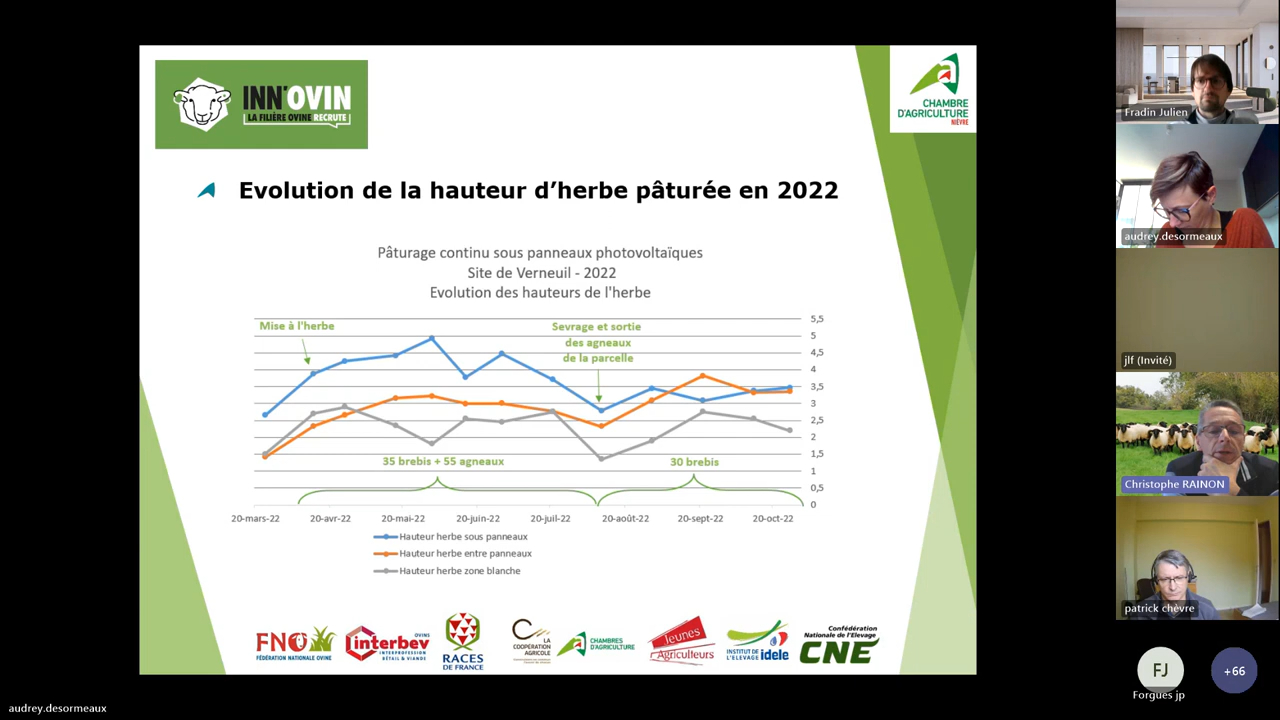 INN'OVIN
LA FILIÈRE OVINE RECRUTE
CHAMBRE
D'AGRICULTURE
NIÈVRE
Evolution de la hauteur d'herbe pâturée en 2022
Pâturage continu sous panneaux photovoltaïques
Site de Verneuil - 2022
Evolution des hauteurs de l'herbe
Mise à l'herbe
Sevrage et sortie
des agneaux
de la parcelle
5,5
5
4,5
4
3,5
3
2,5
2
1,5
1
0,5
0
35 brebis + 55 agneaux
30 brebis
20-mars-22 20-avr-22 20-mai-22 20-juin-22 20-juil-22 20-août-22 20-sept-22 20-oct-22
Hauteur herbe sous panneaux
Hauteur herbe entre panneaux
Hauteur herbe zone blanche
FNO
FÉDÉRATION NATIONALE OVINE
OVINS
interbev
INTERPROFESSION
BÉTAIL & VIANDE
RACES
DE FRANCE
LA
COOPÉRATION
AGRICOLE
CHAMBRES
D'AGRICULTURE
Jeunes
Agriculteurs
INSTITUT DE
L'ELEVAGE idele
Confédération
Nationale de l'Elevage
CNE
Fradin Julien
audrey.desormeaux
jlf (Invité)
Christophe RAINON
patrick chèvre
FJ
Forgues jp
+66
audrey.desormeaux